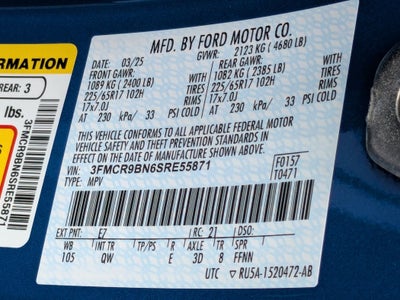 FORMATION
REAR: 3
lbs.
3FMCR9BN6SRE55871
MFD. BY FORD MOTOR CO.
DATE: 03/25 GVWR: 2123 KG (4680 LB)
FRONT GAWR: REAR GAWR:
1089 KG (2400 LB) 1082 KG (2385 LB)
225/65R17 102H TIRES 225/65R17 102H TIRES
17x7.0J RIMS 17x7.0J RIMS
AT 230 kPa/ 33 PSI COLD AT 230 kPa/ 33 PSI COLD
THIS VEHICLE CONFORMS TO ALL APPLICABLE FEDERAL MOTOR
VEHICLE SAFETY AND THEFT PREVENTION STANDARDS IN
EFFECT ON THE DATE OF MANUFACTURE SHOWN ABOVE.
VIN: 3FMCR9BN6SRE55871 F0157
TYPE: MPV T0471
EXT PNT: E7 RC: 21 DSO:
WB INT TR TP/PS R AXLE TR SPR
105 QW E 3D 8 FFNN
UTC RU5A-1520472-AB